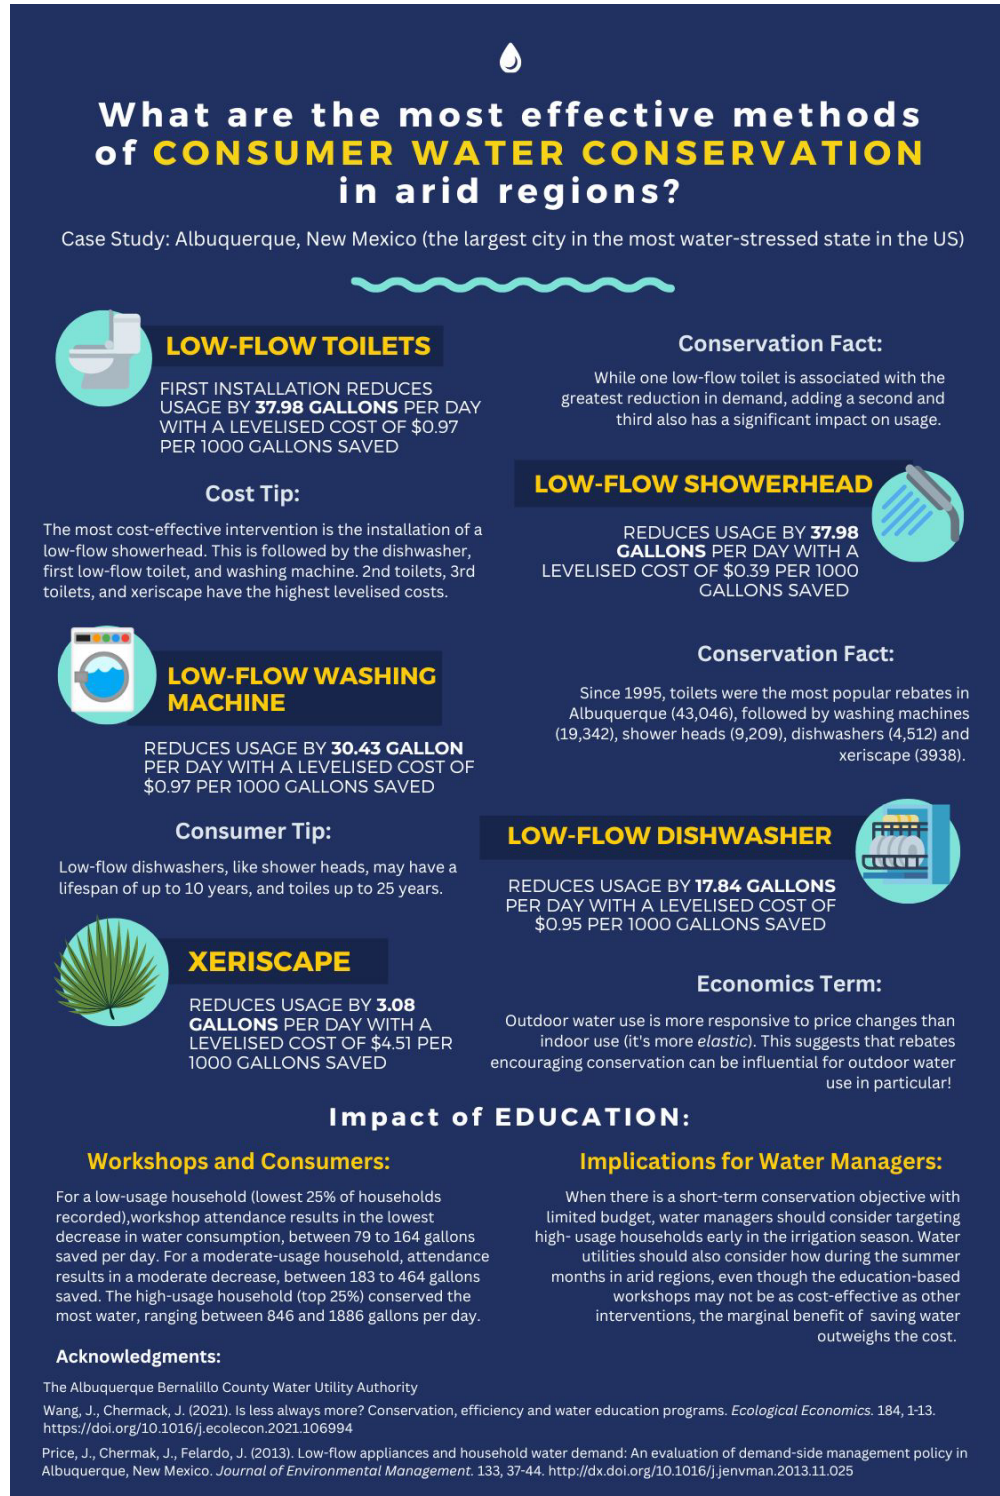 What are the most effective methods
of CONSUMER WATER CONSERVATION
in arid regions?
Case Study: Albuquerque, New Mexico (the largest city in the most water-stressed state in the US)
LOW-FLOW TOILETS
FIRST INSTALLATION REDUCES
USAGE BY 37.98 GALLONS PER DAY
WITH A LEVELISED COST OF $0.97
PER 1000 GALLONS SAVED
Conservation Fact:
While one low-flow toilet is associated with the
greatest reduction in demand, adding a second and
third also has a significant impact on usage.
Cost Tip:
The most cost-effective intervention is the installation of a
low-flow showerhead. This is followed by the dishwasher,
first low-flow toilet, and washing machine. 2nd toilets, 3rd
toilets, and xeriscape have the highest levelised costs.
LOW-FLOW SHOWERHEAD
REDUCES USAGE BY 37.98
GALLONS PER DAY WITH A
LEVELISED COST OF $0.39 PER 1000
GALLONS SAVED
LOW-FLOW WASHING
MACHINE
REDUCES USAGE BY 30.43 GALLON
PER DAY WITH A LEVELISED COST OF
$0.97 PER 1000 GALLONS SAVED
Conservation Fact:
Since 1995, toilets were the most popular rebates in
Albuquerque (43,046), followed by washing machines
(19,342), shower heads (9,209), dishwashers (4,512) and
xeriscape (3938).
Consumer Tip:
Low-flow dishwashers, like shower heads, may have a
lifespan of up to 10 years, and toiles up to 25 years.
LOW-FLOW DISHWASHER
REDUCES USAGE BY 17.84 GALLONS
PER DAY WITH A LEVELISED COST OF
$0.95 PER 1000 GALLONS SAVED
XERISCAPE
REDUCES USAGE BY 3.08
GALLONS PER DAY WITH A
LEVELISED COST OF $4.51 PER
1000 GALLONS SAVED
Economics Term:
Outdoor water use is more responsive to price changes than
indoor use (it's more elastic). This suggests that rebates
encouraging conservation can be influential for outdoor water
use in particular!
Impact of EDUCATION:
Workshops and Consumers:
For a low-usage household (lowest 25% of households
recorded),workshop attendance results in the lowest
decrease in water consumption, between 79 to 164 gallons
saved per day. For a moderate-usage household, attendance
results in a moderate decrease, between 183 to 464 gallons
saved. The high-usage household (top 25%) conserved the
most water, ranging between 846 and 1886 gallons per day.
Implications for Water Managers:
When there is a short-term conservation objective with
limited budget, water managers should consider targeting
high- usage households early in the irrigation season. Water
utilities should also consider how during the summer
months in arid regions, even though the education-based
workshops may not be as cost-effective as other
interventions, the marginal benefit of saving water
outweighs the cost.
Acknowledgments:
The Albuquerque Bernalillo County Water Utility Authority
Wang, J., Chermack, J. (2021). Is less always more? Conservation, efficiency and water education programs. Ecological Economics. 184, 1-13.
https://doi.org/10.1016/j.ecolecon.2021.106994
Price, J., Chermak, J., Felardo, J. (2013). Low-flow appliances and household water demand: An evaluation of demand-side management policy in
Albuquerque, New Mexico. Journal of Environmental Management. 133, 37-44. http://dx.doi.org/10.1016/j.jenvman.2013.11.025